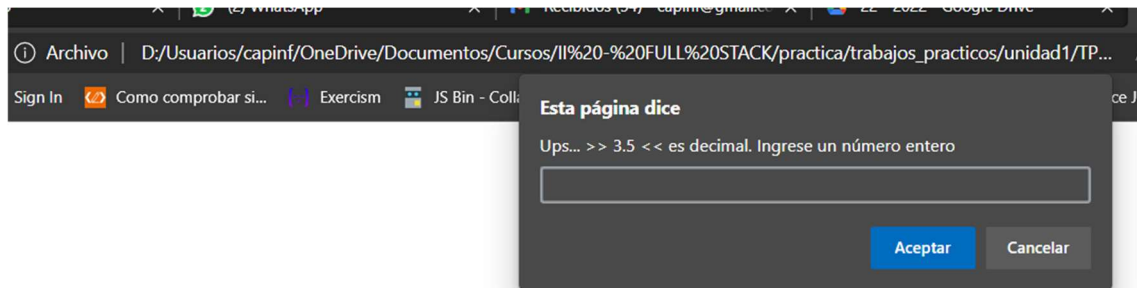 (2) WhatsApp
Recibidos (54) - capinf@gmail.c
22 - 2022 - Google Drive
Archivo | D:/Usuarios/capinf/OneDrive/Documentos/Cursos/II%20-%20FULL%20STACK/practica/trabajos_practicos/unidad1/TP...
Sign In Como comprobar si... Exercism JS Bin - Colla
ce J
Esta página dice
Ups... >> 3.5 << es decimal. Ingrese un número entero
Aceptar Cancelar